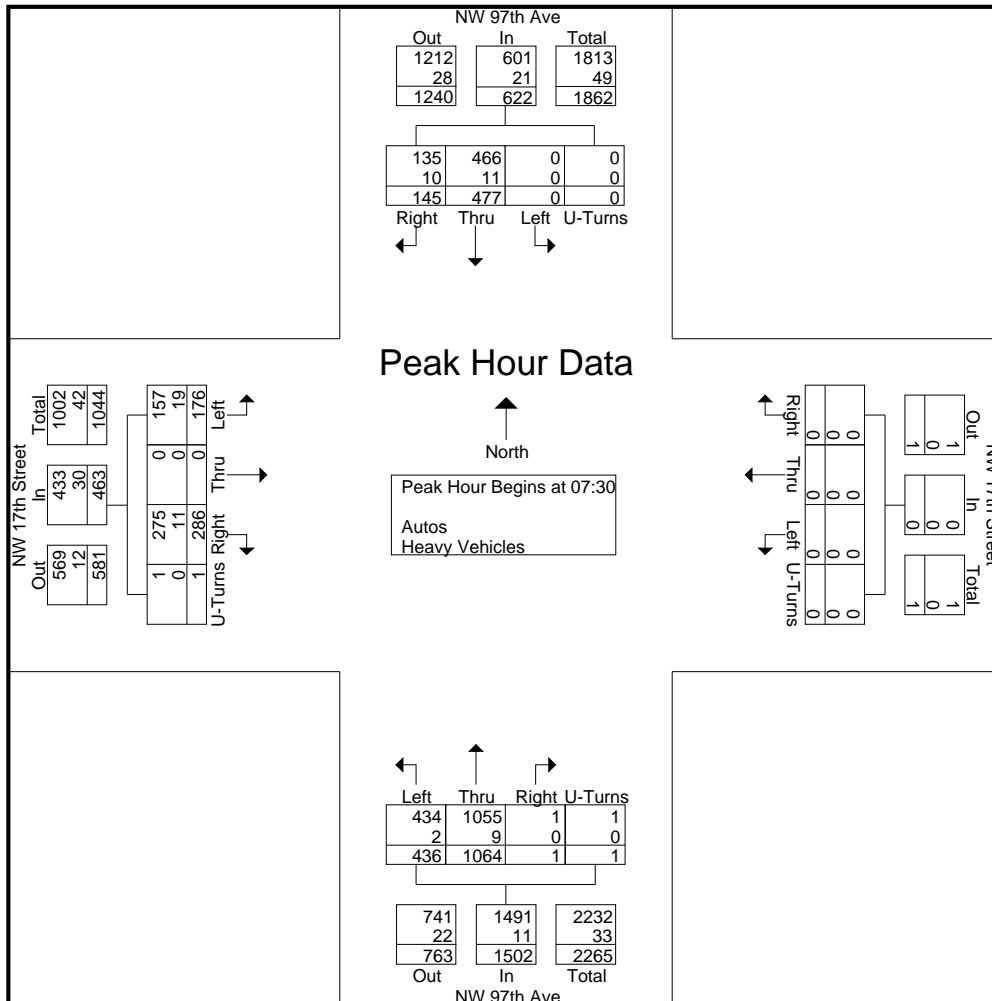 NW 97th Ave
Out In Total
1212 601 1813
28 21 49
1240 622 1862
135 466 0 0
10 11 0 0
145 477 0 0
Right Thru Left U-Turns
Peak Hour Data
North
Peak Hour Begins at 07:30
Autos
Heavy Vehicles
NW 17th Street
Total In Out
1002 433 569
42 30 12
1044 463 581
157 0 275 1
19 0 11 0
176 0 286 1
Left Thru Right U-Turns
Right Thru Left U-Turns
0 0 0 0
0 0 0 0
0 0 0 0
Out In Total
1 0 1
0 0 0
1 0 1
NW 17th Street
Left Thru Right U-Turns
434 1055 1 1
2 9 0 0
436 1064 1 1
741 1491 2232
22 11 33
763 1502 2265
Out In Total
NW 97th Ave